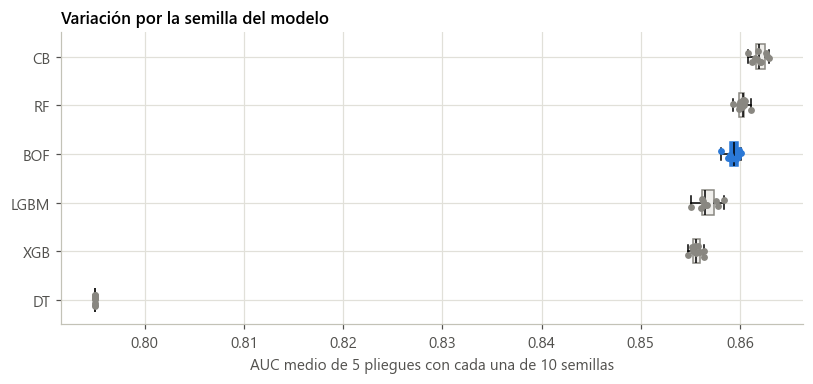 Variación por la semilla del modelo
CB
RF
BOF
LGBM
XGB
DT
0.80 0.81 0.82 0.83 0.84 0.85 0.86
AUC medio de 5 pliegues con cada una de 10 semillas